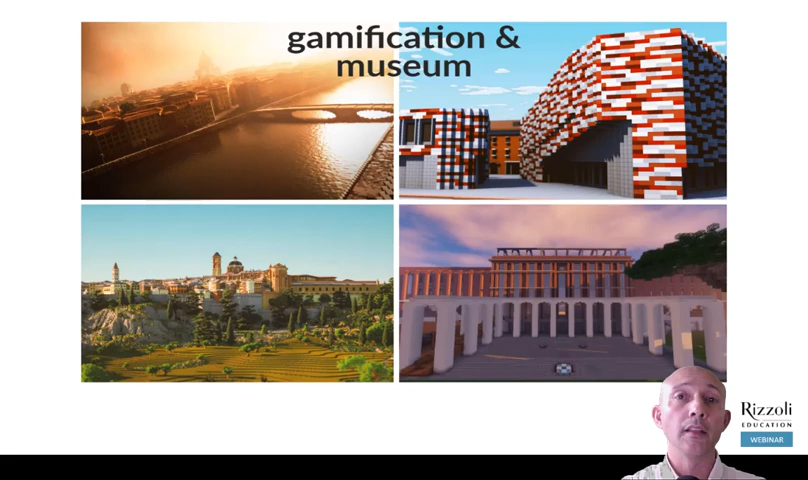 gamification &
museum
Rizzoli
EDUCATION
WEBINAR